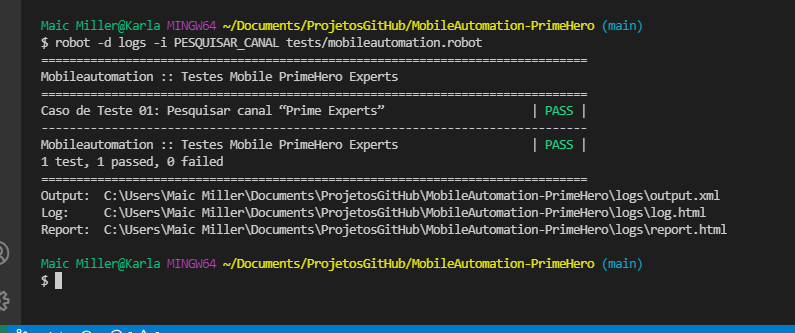 Maic Miller@Karla MINGW64 ~/Documents/ProjetosGitHub/MobileAutomation-PrimeHero (main)
$ robot -d logs -i PESQUISAR_CANAL tests/mobileautomation.robot
==============================================================================
Mobileautomation :: Testes Mobile PrimeHero Experts
==============================================================================
Caso de Teste 01: Pesquisar canal “Prime Experts” | PASS |
------------------------------------------------------------------------------
Mobileautomation :: Testes Mobile PrimeHero Experts | PASS |
1 test, 1 passed, 0 failed
==============================================================================
Output: C:\Users\Maic Miller\Documents\ProjetosGitHub\MobileAutomation-PrimeHero\logs\output.xml
Log: C:\Users\Maic Miller\Documents\ProjetosGitHub\MobileAutomation-PrimeHero\logs\log.html
Report: C:\Users\Maic Miller\Documents\ProjetosGitHub\MobileAutomation-PrimeHero\logs\report.html
Maic Miller@Karla MINGW64 ~/Documents/ProjetosGitHub/MobileAutomation-PrimeHero (main)
$